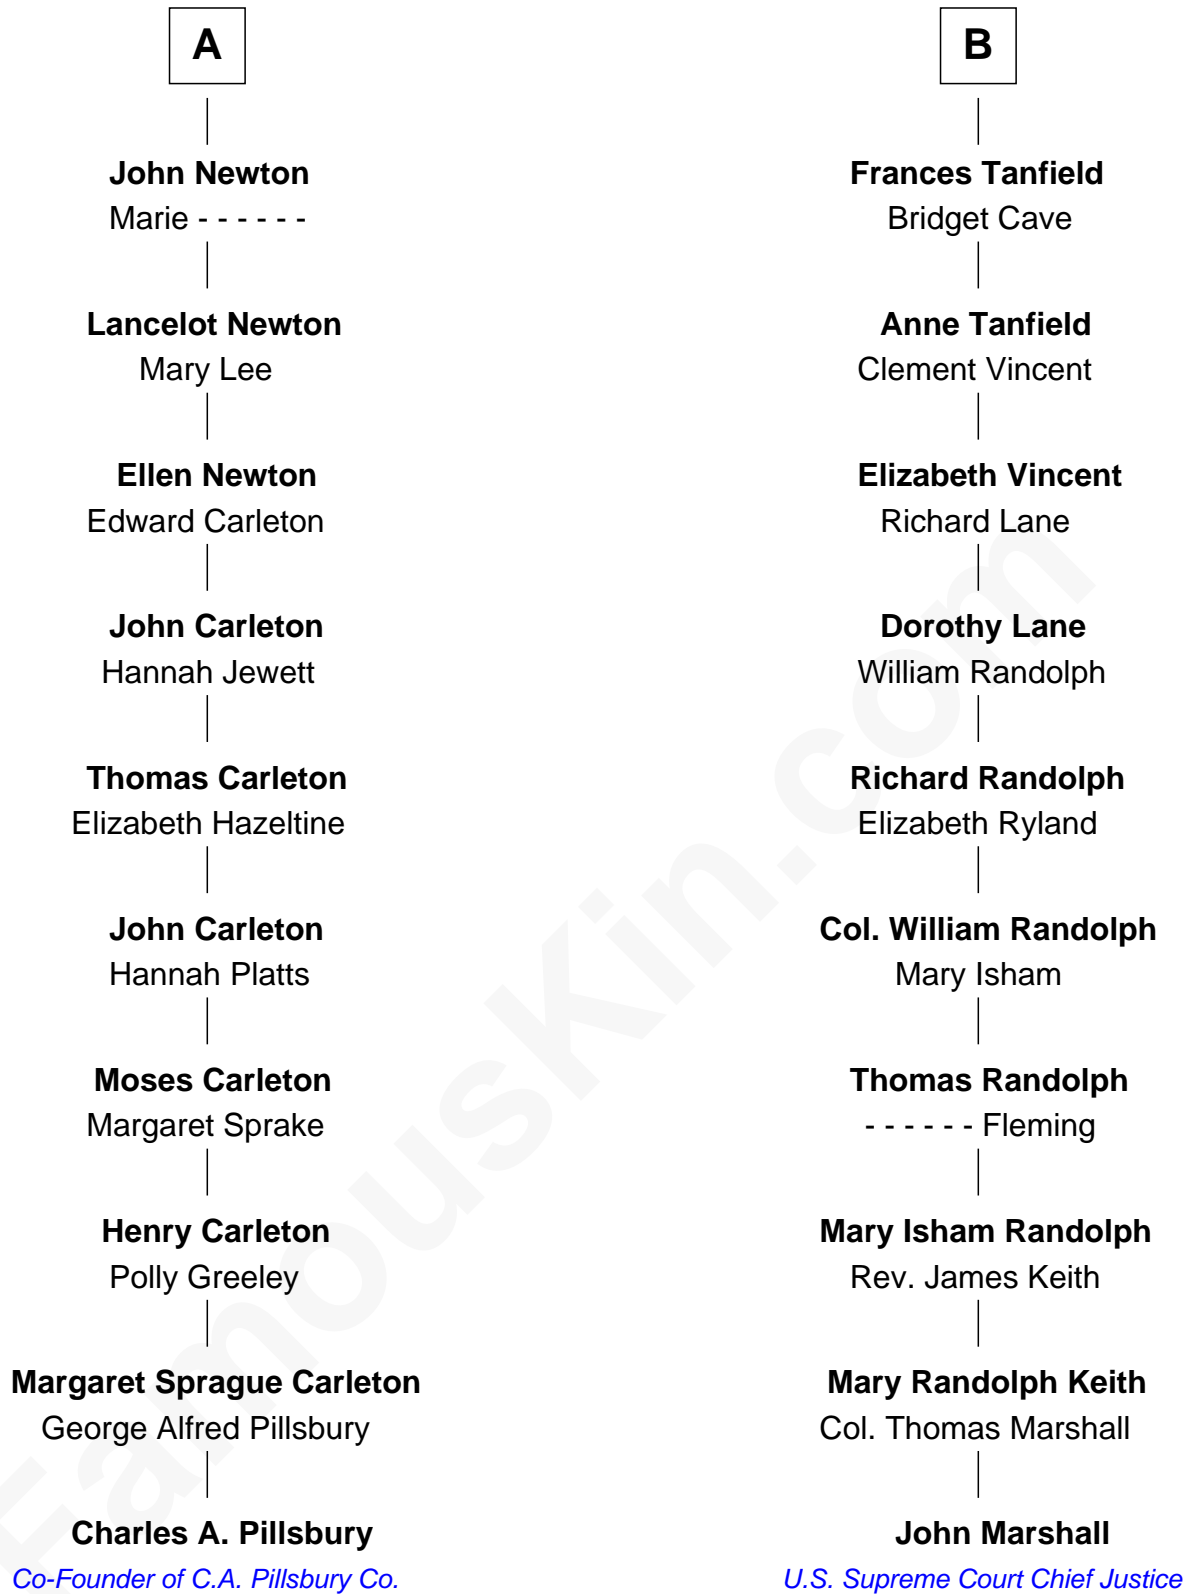 A
John Newton
Marie - - - - - -
Lancelot Newton
Mary Lee
Ellen Newton
Edward Carleton
John Carleton
Hannah Jewett
Thomas Carleton
Elizabeth Hazeltine
John Carleton
Hannah Platts
Moses Carleton
Margaret Sprake
Henry Carleton
Polly Greeley
Margaret Sprague Carleton
George Alfred Pillsbury
Charles A. Pillsbury
Co-Founder of C.A. Pillsbury Co.
B
Frances Tanfield
Bridget Cave
Anne Tanfield
Clement Vincent
Elizabeth Vincent
Richard Lane
Dorothy Lane
William Randolph
Richard Randolph
Elizabeth Ryland
Col. William Randolph
Mary Isham
Thomas Randolph
- - - - - - Fleming
Mary Isham Randolph
Rev. James Keith
Mary Randolph Keith
Col. Thomas Marshall
John Marshall
U.S. Supreme Court Chief Justice
FamousKin.com